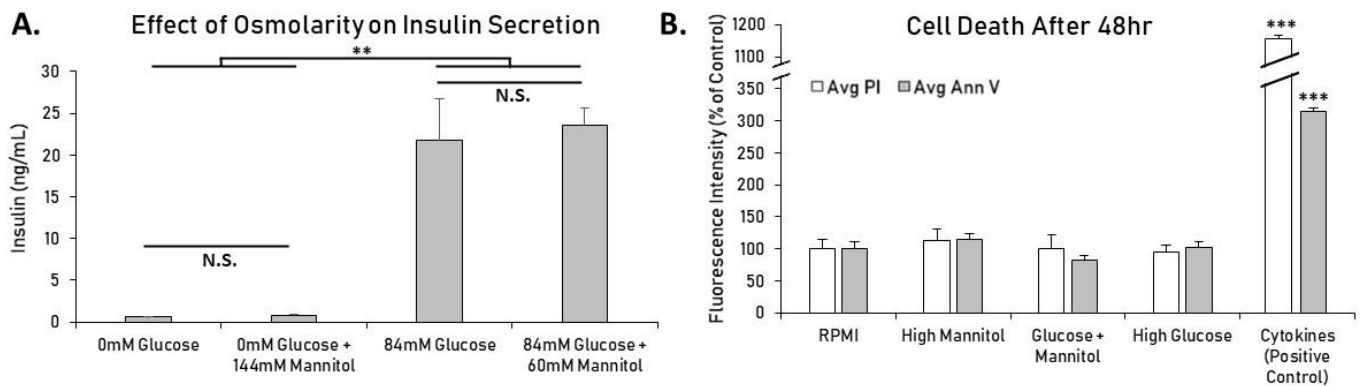 A.
Effect of Osmolarity on Insulin Secretion
**
N.S.
N.S.
Insulin (ng/mL)
30
25
20
15
10
5
0
0mM Glucose
0mM Glucose +
144mM Mannitol
84mM Glucose
84mM Glucose +
60mM Mannitol
B.
Cell Death After 48hr
***
***
Avg PI
Avg Ann V
Fluorescence Intensity (% of Control)
1200
1100
350
300
250
200
150
100
50
0
RPMI
High Mannitol
Glucose +
Mannitol
High Glucose
Cytokines
(Positive
Control)